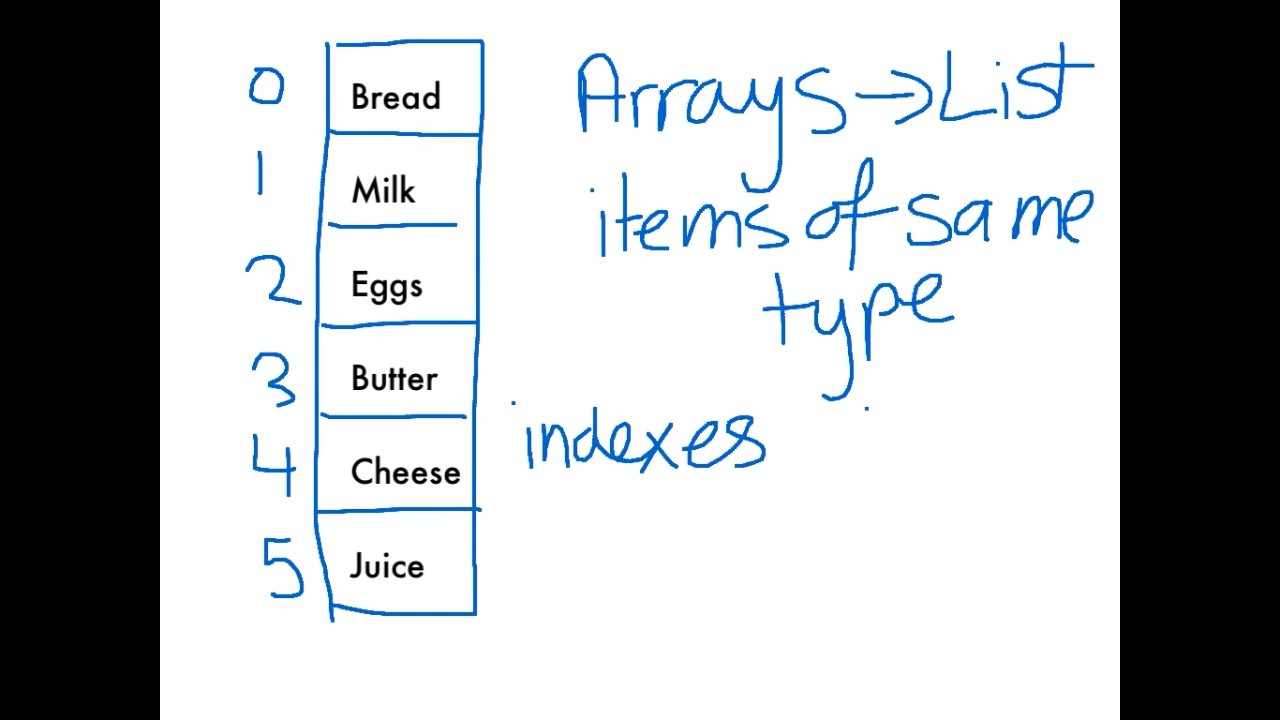 0 Bread
1 Milk
2 Eggs
3 Butter
4 Cheese
5 Juice
Arrays → List
items of same
type
indexes